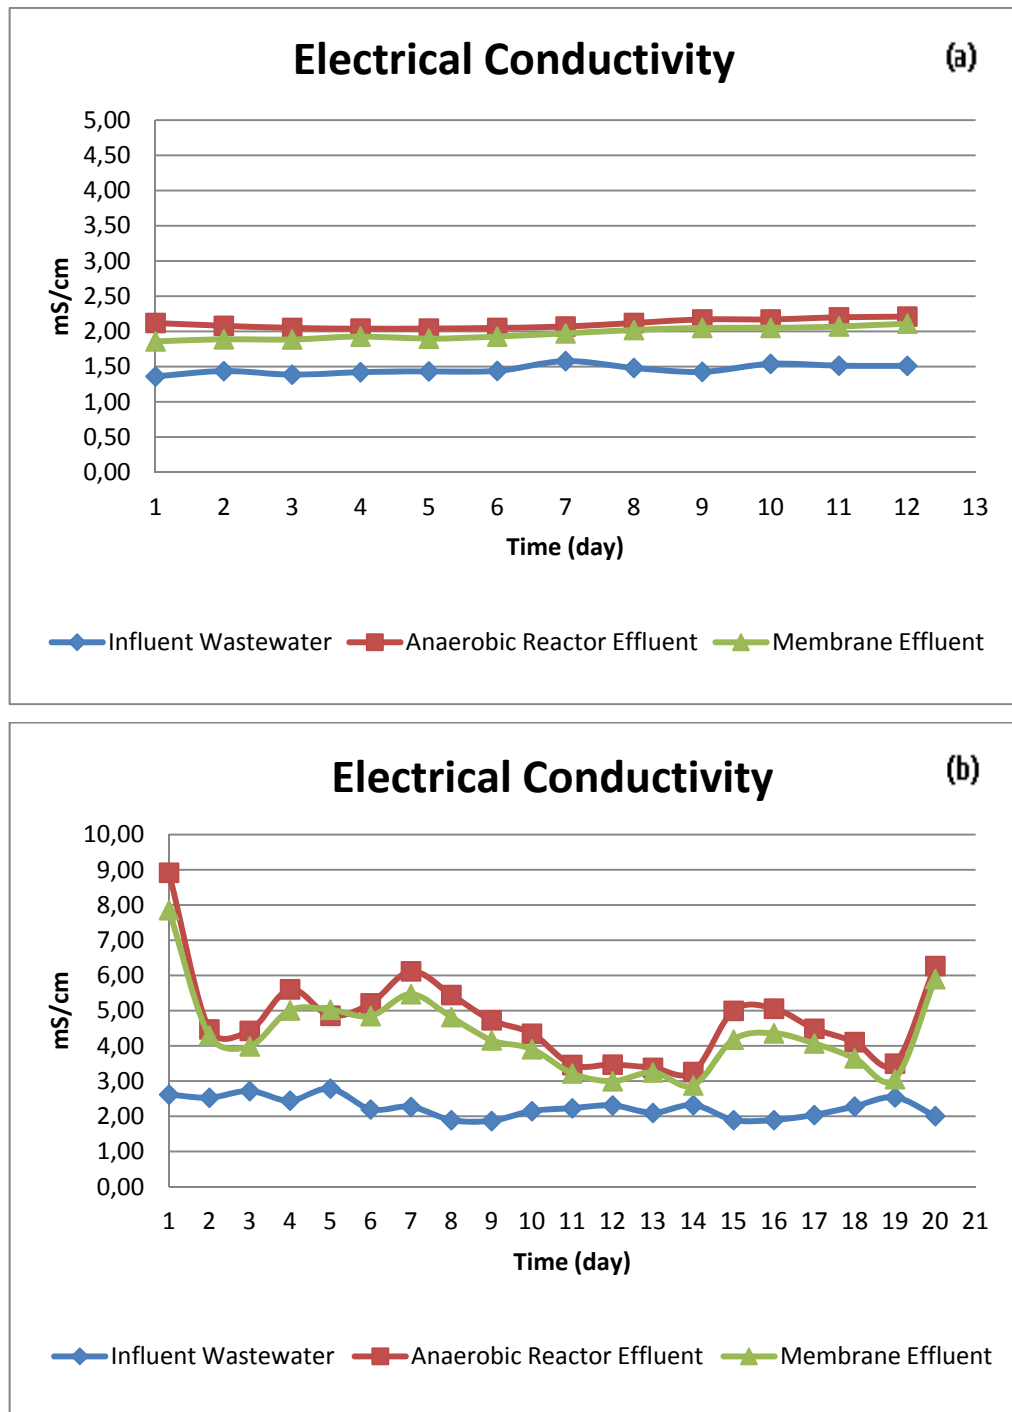 Electrical Conductivity
(a)
5,00
4,50
4,00
3,50
3,00
2,50
2,00
1,50
1,00
0,50
0,00
mS/cm
1 2 3 4 5 6 7 8 9 10 11 12 13
Time (day)
Influent Wastewater Anaerobic Reactor Effluent Membrane Effluent
Electrical Conductivity
(b)
10,00
9,00
8,00
7,00
6,00
5,00
4,00
3,00
2,00
1,00
0,00
mS/cm
1 2 3 4 5 6 7 8 9 10 11 12 13 14 15 16 17 18 19 20 21
Time (day)
Influent Wastewater Anaerobic Reactor Effluent Membrane Effluent